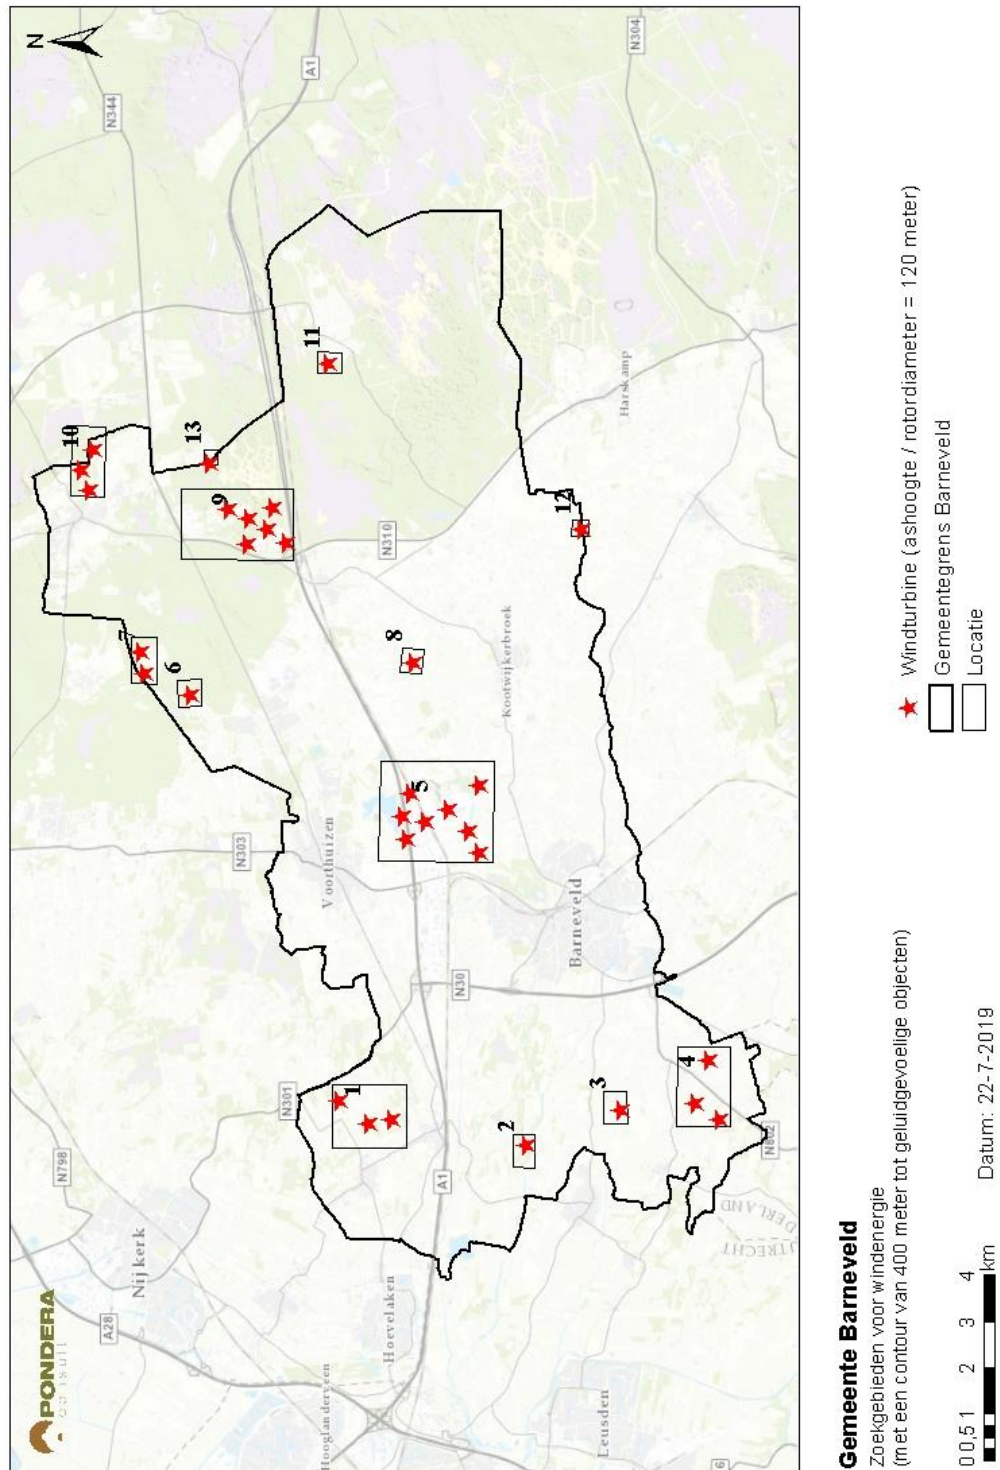 PONDERA
consult
N
N344
A1
N304
N798
Nijkerk
A28
N301
N303
Voorthuizen
Hoevelaken
Hooglanderveen
A1
N30
N310
Kootwijkerbroek
Harskamp
Barneveld
Leusden
UTRECHT
DERLAND
N802
6
1
2
3
4
5
6
7
8
9
10
11
12
13
Gemeente Barneveld
Zoekgebieden voor windenergie
(met een contour van 400 meter tot geluidgevoelige objecten)
0 0,5 1 2 3 4
km
Datum: 22-7-2019
Windturbine (ashoogte / rotordiameter = 120 meter)
Gemeentegrens Barneveld
Locatie